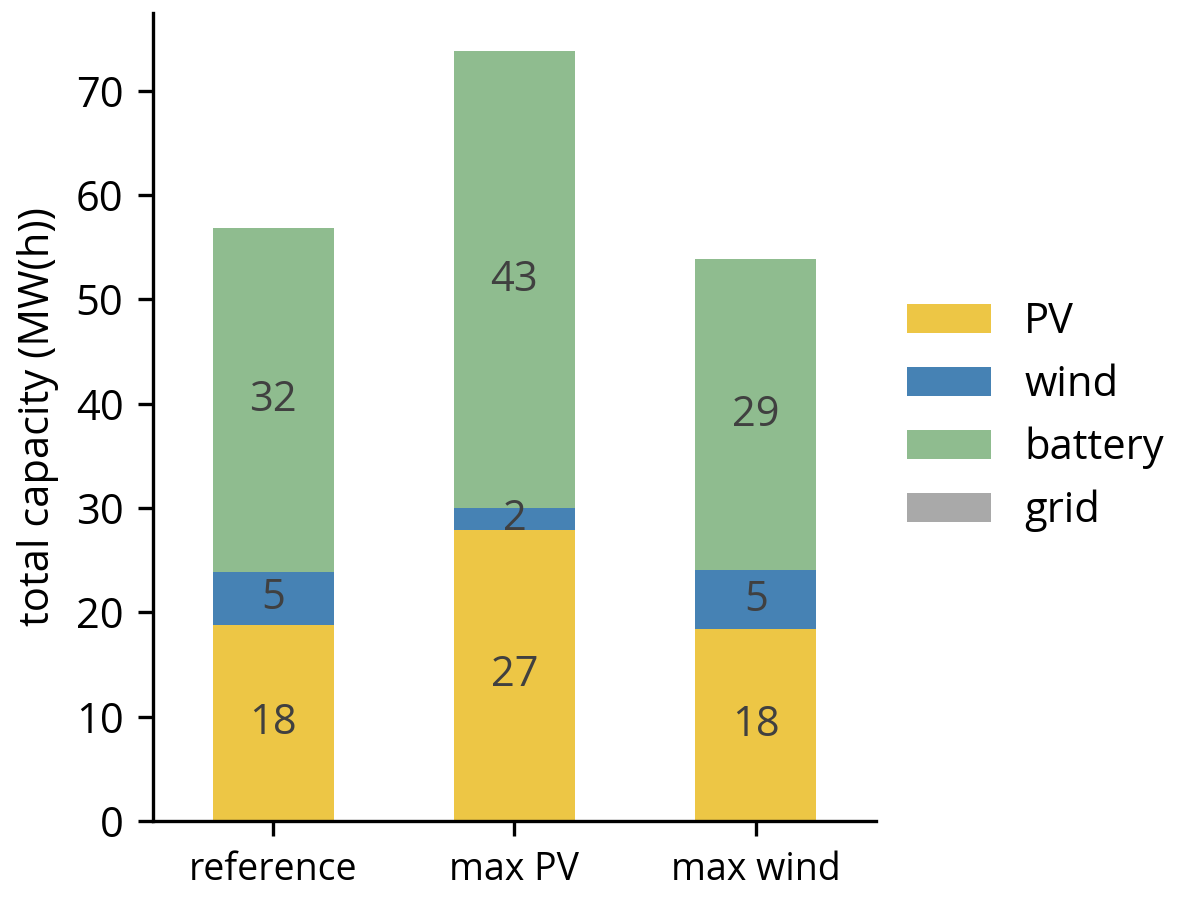 total capacity (MW(h))
70
60
50
40
30
20
10
0
32
5
18
43
2
27
29
5
18
reference
max PV
max wind
PV
wind
battery
grid